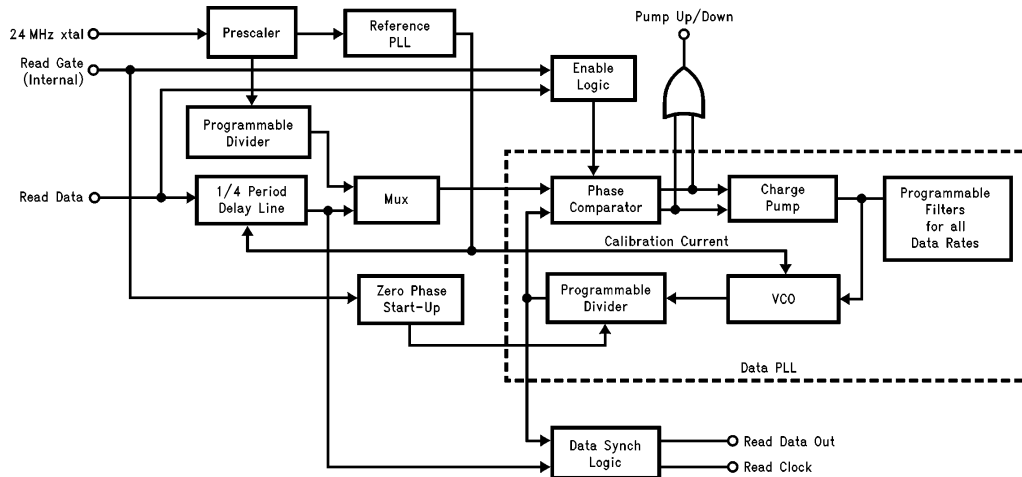 Pump Up/Down
24 MHz xtal
Prescaler
Reference
PLL
Read Gate
(Internal)
Enable
Logic
Programmable
Divider
Read Data
1/4 Period
Delay Line
Mux
Phase
Comparator
Charge
Pump
Programmable
Filters
for all
Data Rates
Calibration Current
Zero Phase
Start-Up
Programmable
Divider
VCO
Data PLL
Data Synch
Logic
Read Data Out
Read Clock